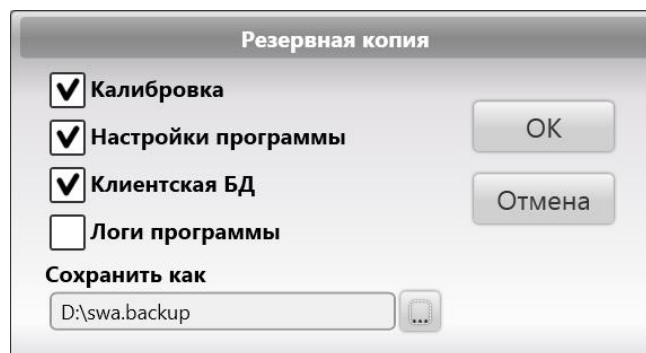 Резервная копия
Калибровка
Настройки программы
Клиентская БД
Логи программы
OK
Отмена
Сохранить как
D:\swa.backup
...